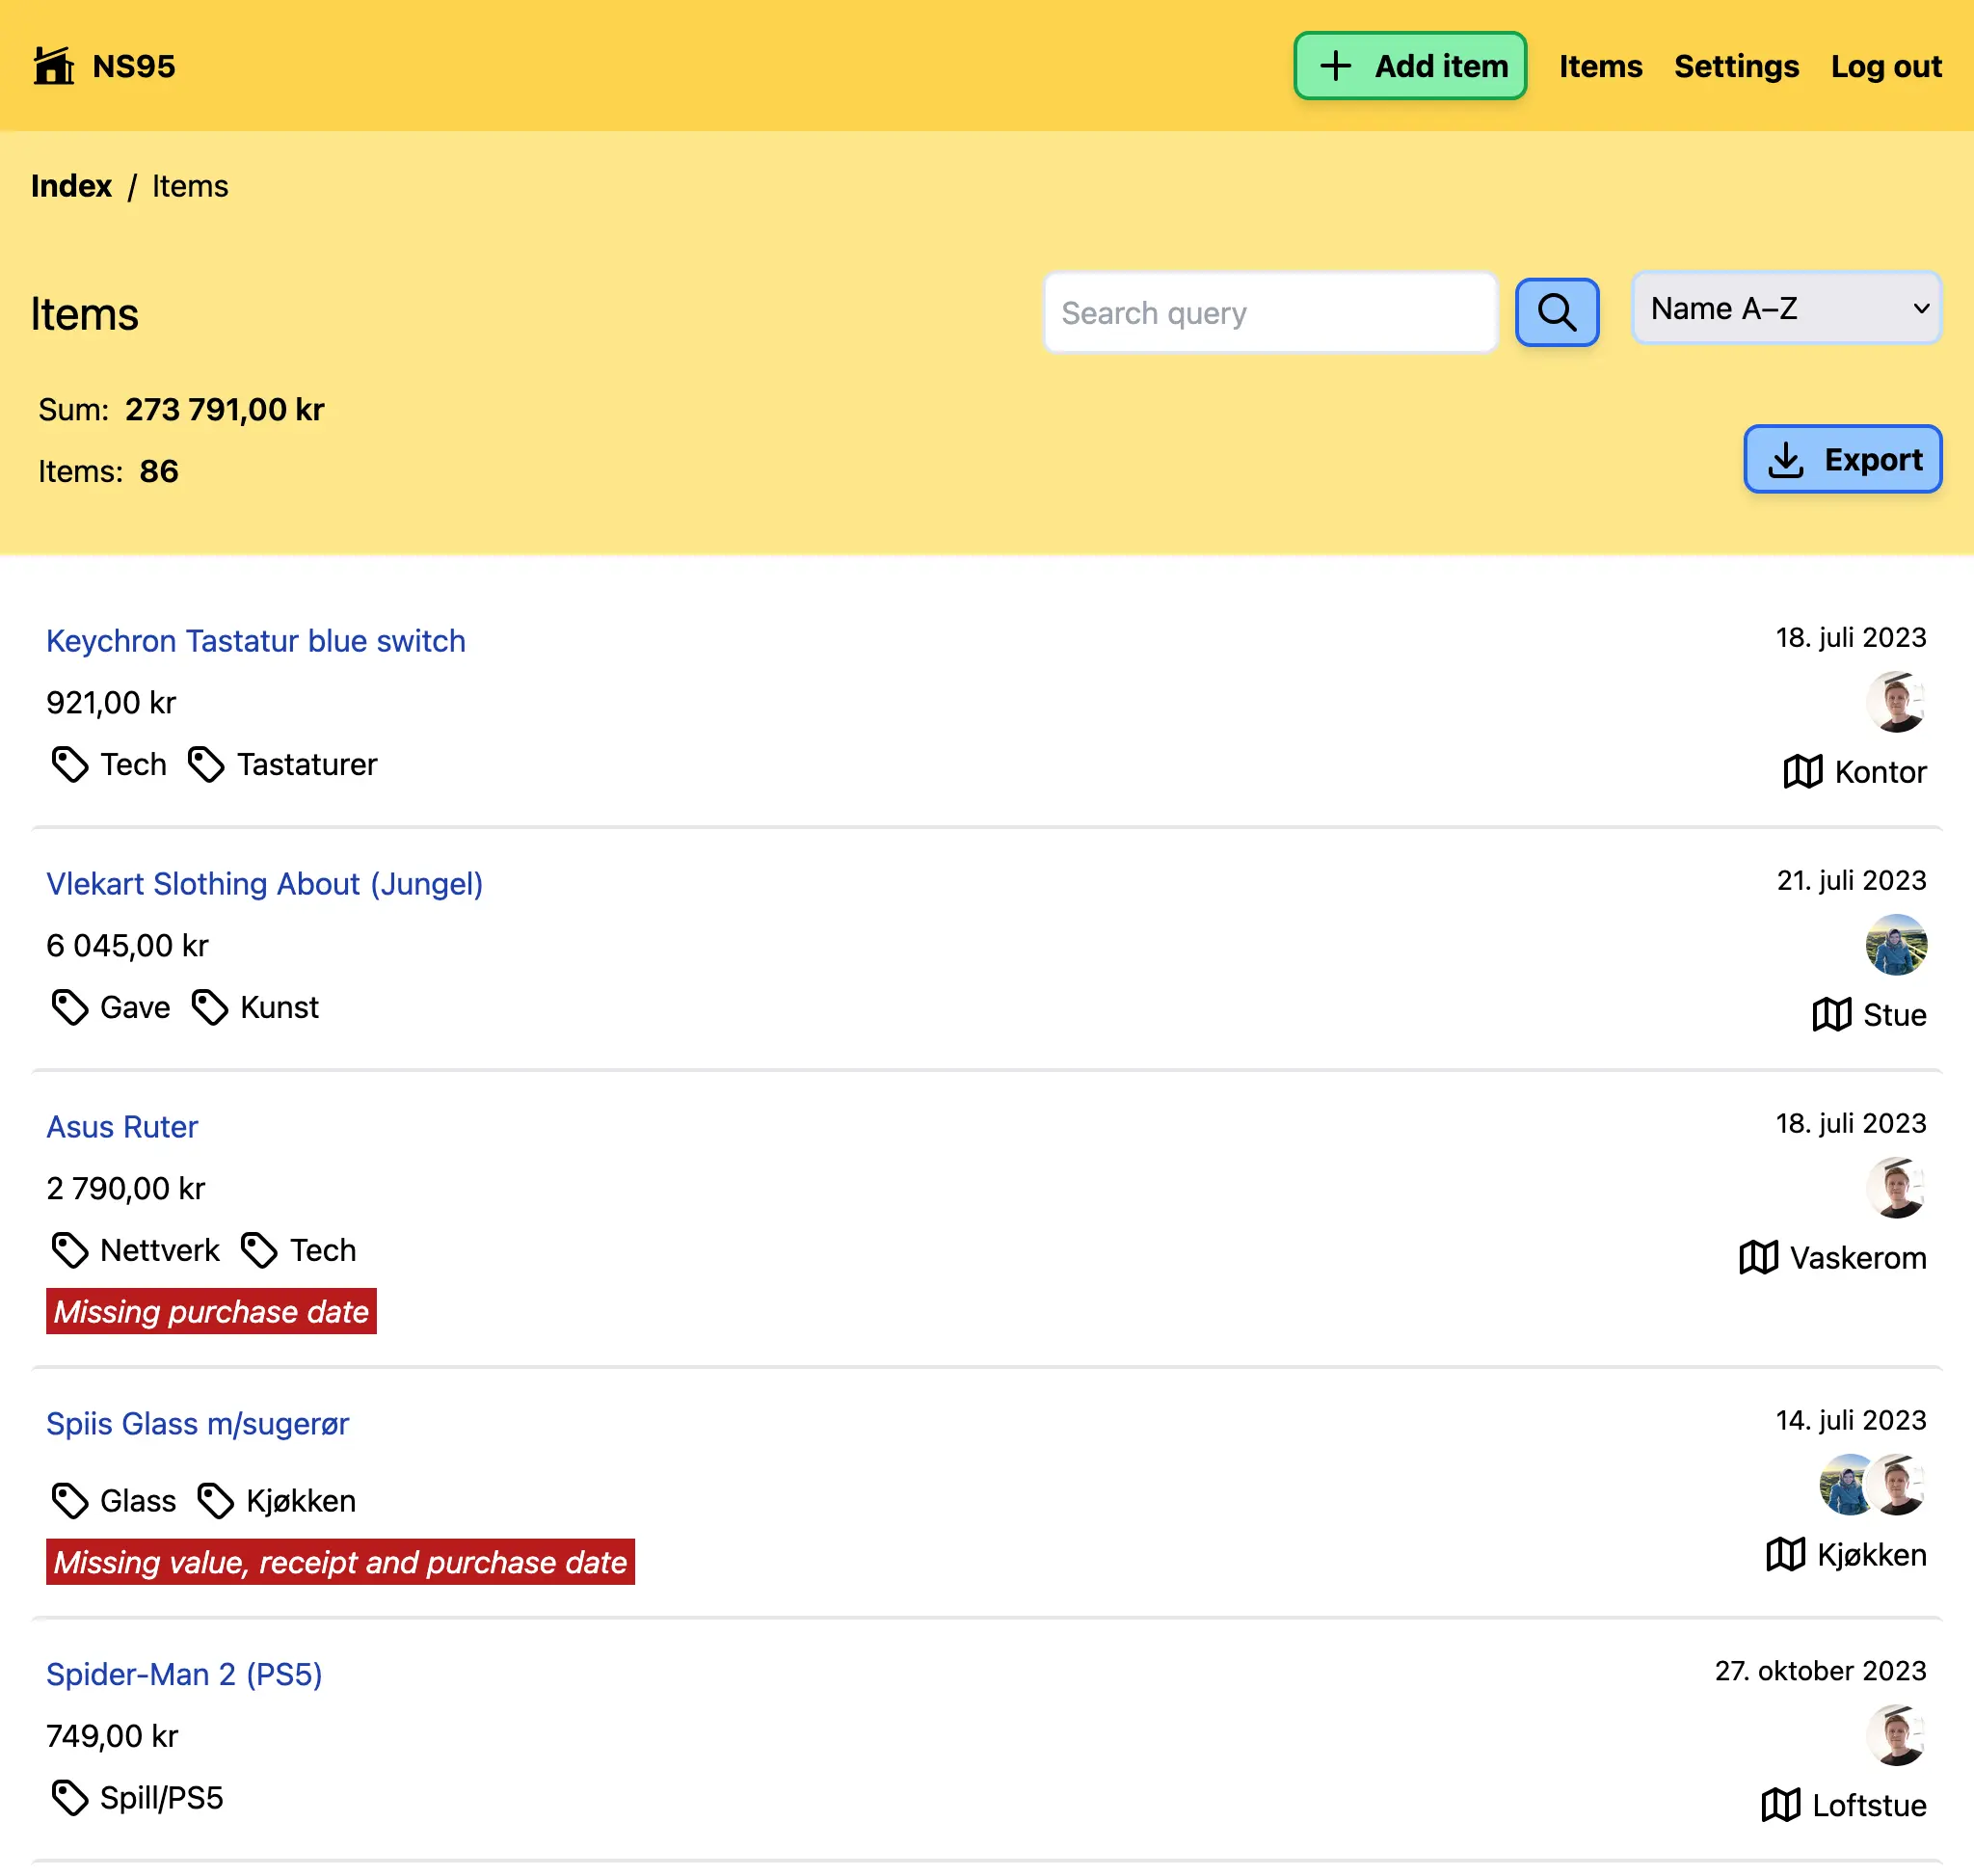 NS95
Add item
Items
Settings
Log out
Index / Items
Items
Search query
Name A–Z
Sum: 273 791,00 kr
Items: 86
Export
Keychron Tastatur blue switch
18. juli 2023
921,00 kr
Tech Tastaturer
Kontor
Vlekart Slothing About (Jungel)
21. juli 2023
6 045,00 kr
Gave Kunst
Stue
Asus Ruter
18. juli 2023
2 790,00 kr
Nettverk Tech
Vaskerom
Missing purchase date
Spiis Glass m/sugerør
14. juli 2023
Glass Kjøkken
Kjøkken
Missing value, receipt and purchase date
Spider-Man 2 (PS5)
27. oktober 2023
749,00 kr
Spill/PS5
Loftstue